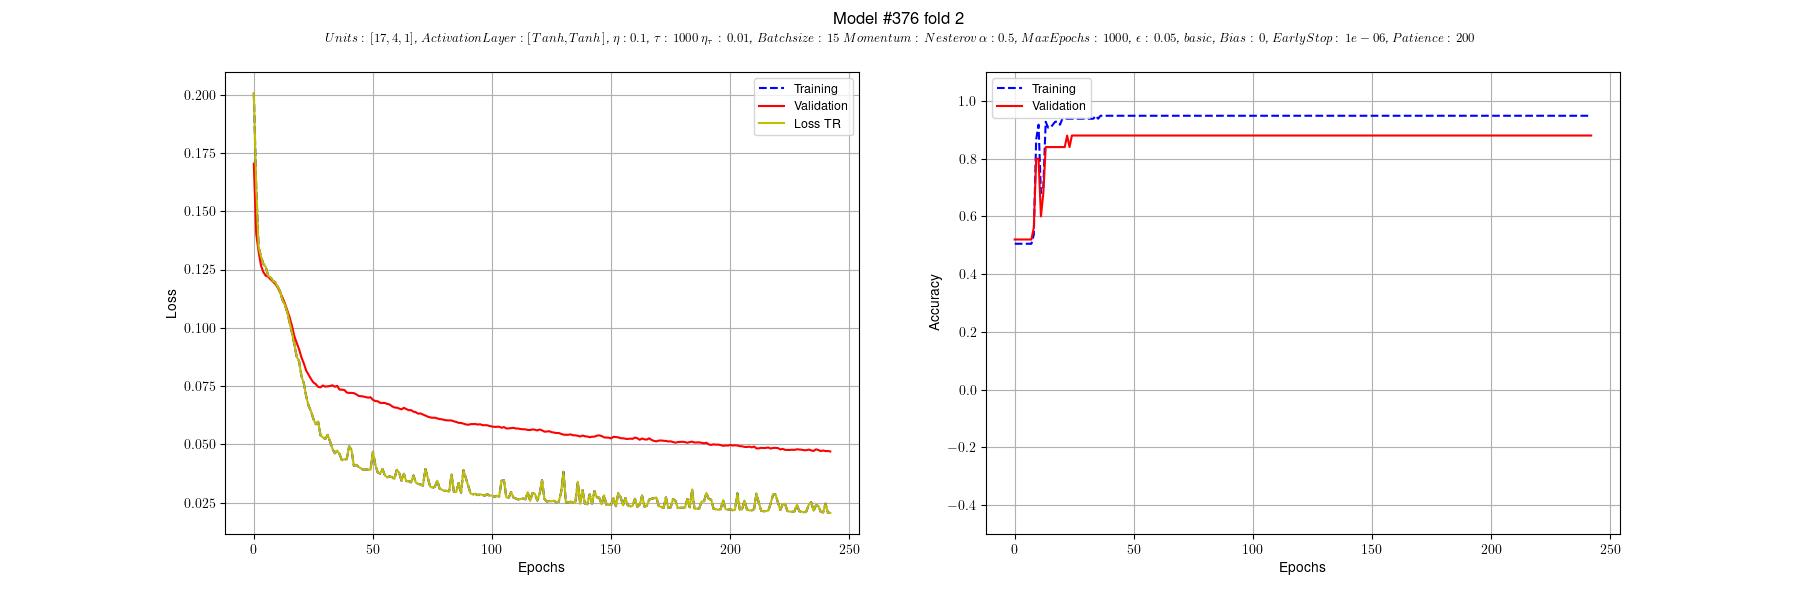 Model #376 fold 2
Units : [17, 4, 1], ActivationLayer : [Tanh, Tanh], η : 0.1, τ : 1000 ητ : 0.01, Batchsize : 15 Momentum : Nesterov α : 0.5, MaxEpochs : 1000, ϵ : 0.05, basic, Bias : 0, EarlyStop : 1e − 06, Patience : 200
Loss
0.200
0.175
0.150
0.125
0.100
0.075
0.050
0.025
Training
Validation
Loss TR
0 50 100 150 200 250
Epochs
Accuracy
1.0
0.8
0.6
0.4
0.2
0.0
−0.2
−0.4
Training
Validation
0 50 100 150 200 250
Epochs